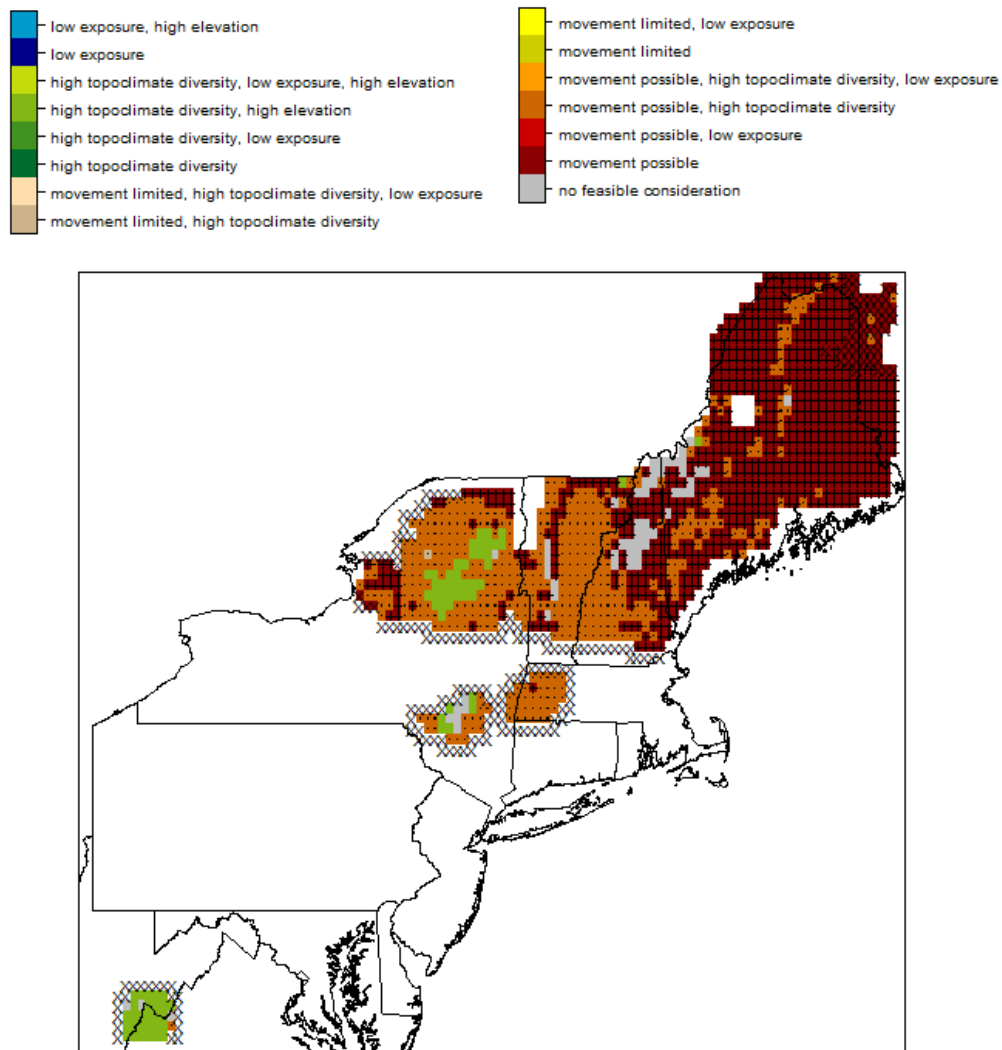 low exposure, high elevation
low exposure
high topoclimate diversity, low exposure, high elevation
high topoclimate diversity, high elevation
high topoclimate diversity, low exposure
high topoclimate diversity
movement limited, high topoclimate diversity, low exposure
movement limited, high topoclimate diversity
movement limited, low exposure
movement limited
movement possible, high topoclimate diversity, low exposure
movement possible, high topoclimate diversity
movement possible, low exposure
movement possible
no feasible consideration